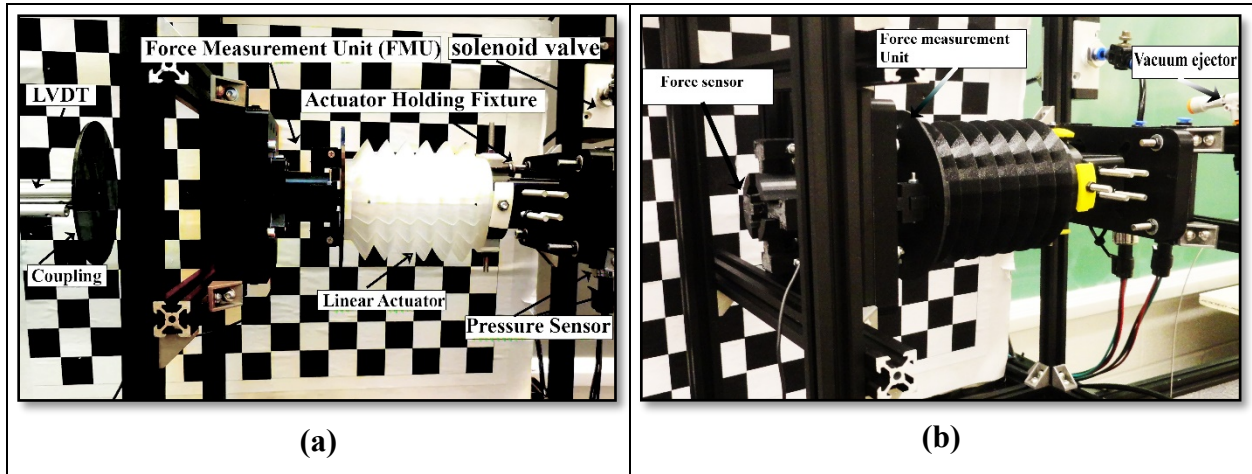 Force Measurement Unit (FMU)
solenoid valve
LVDT
Actuator Holding Fixture
Coupling
Linear Actuator
Pressure Sensor
(a)
Force measurement
Unit
Vacuum ejector
Force sensor
(b)